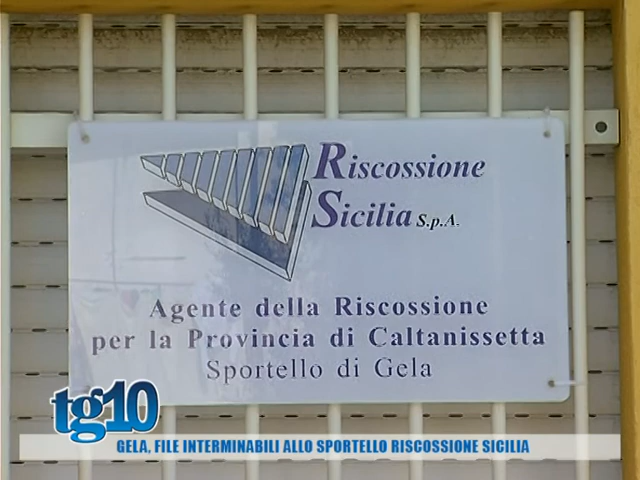 Riscossione
Sicilia S.p.A.
Agente della Riscossione
per la Provincia di Caltanissetta
Sportello di Gela
tg10
GELA, FILE INTERMINABILI ALLO SPORTELLO RISCOSSIONE SICILIA